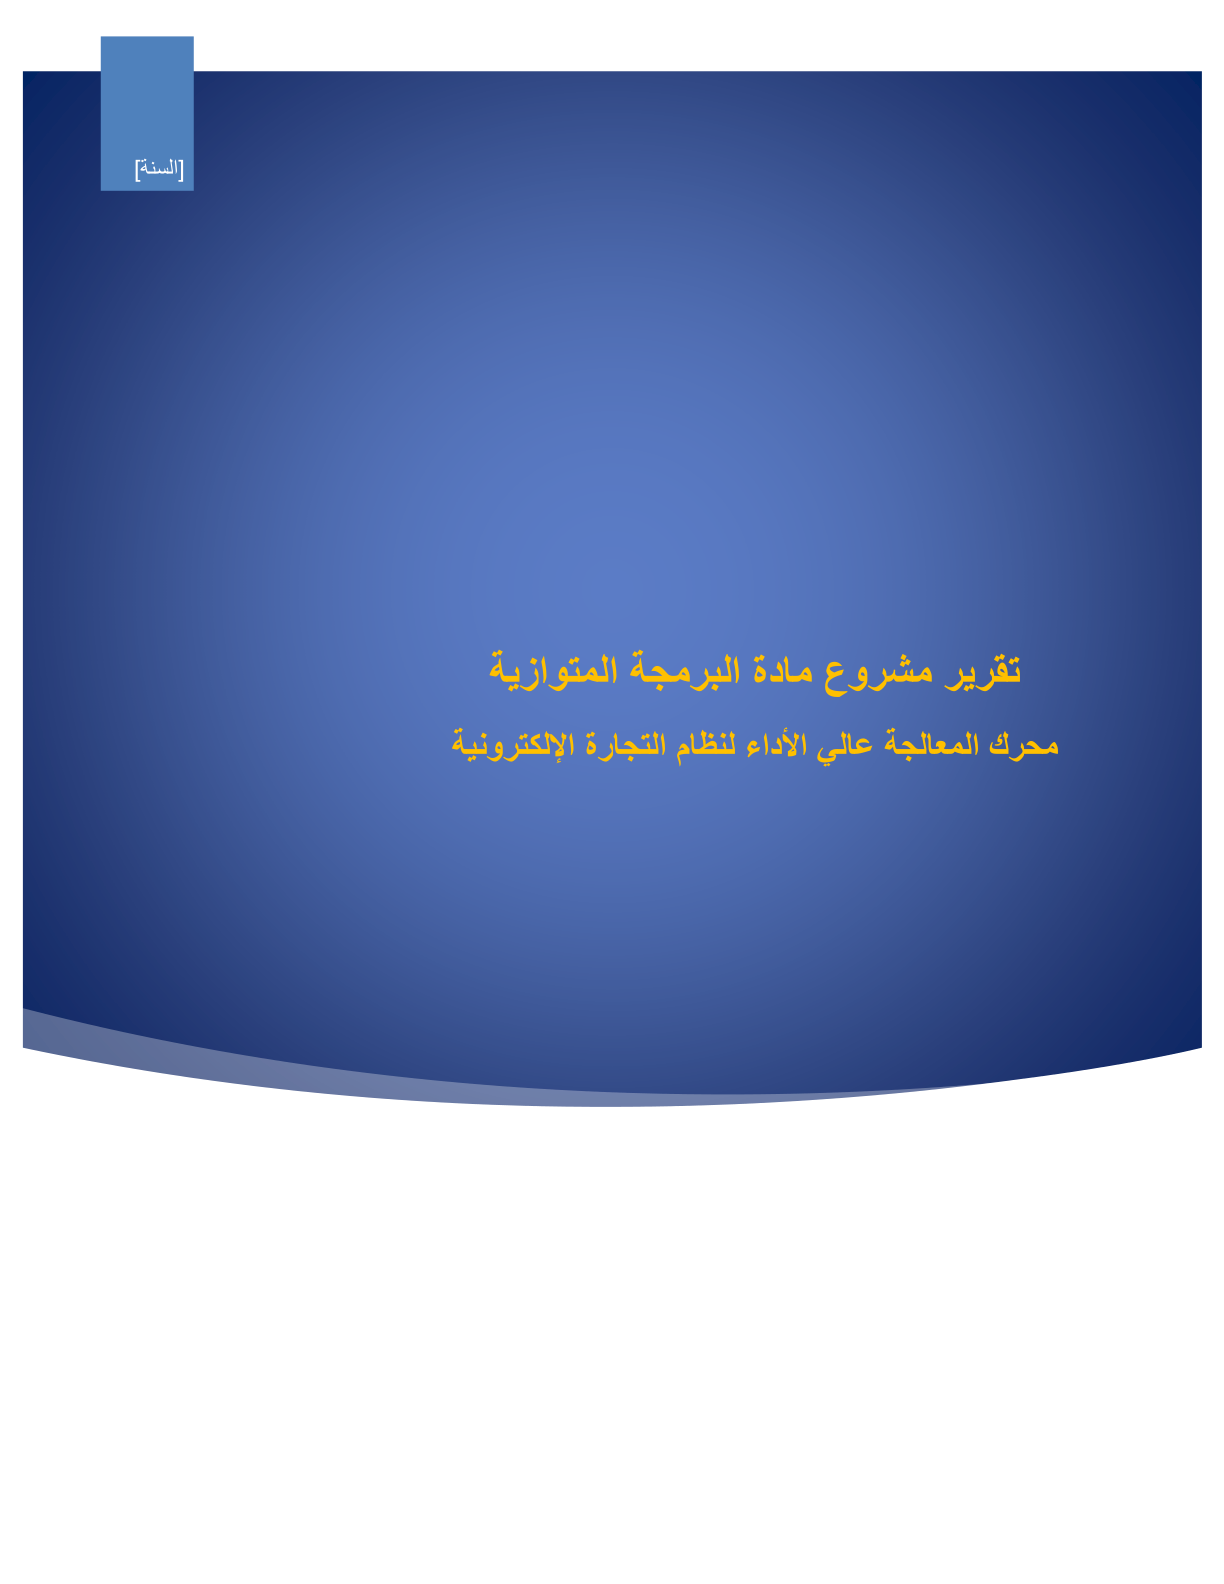 [السنة]
تقرير مشروع مادة البرمجة المتوازية
محرك المعالجة عالي الأداء لنظام التجارة الإلكترونية